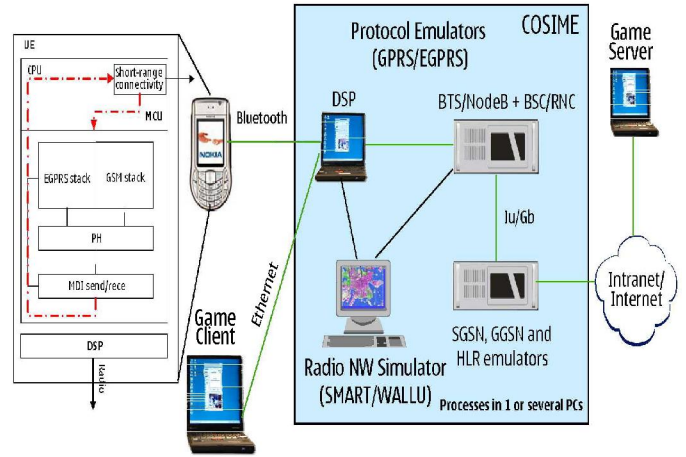 UE
CPU
Short-range
connectivity
MCU
EGPRS stack
GSM stack
PH
MDI send/rece
DSP
Radio
NOKIA
Bluetooth
Game
Client
Ethernet
Protocol Emulators
(GPRS/EGPRS)
COSIME
DSP
BTS/NodeB + BSC/RNC
Iu/Gb
Radio NW Simulator
(SMART/WALLU)
SGSN, GGSN and
HLR emulators
Processes in 1 or several PCs
Game
Server
Intranet/
Internet